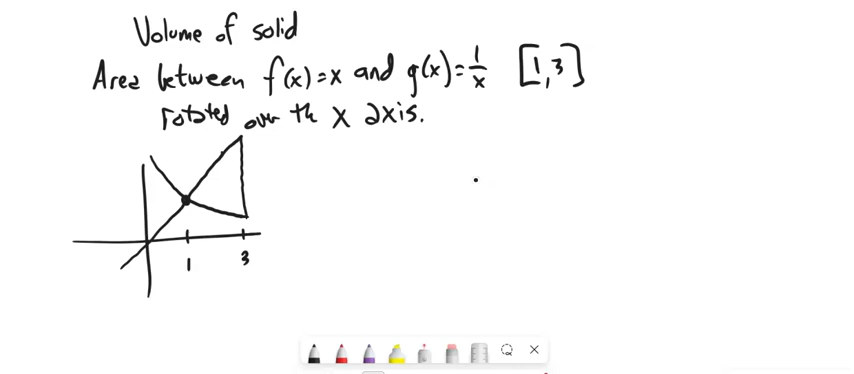 Volume of solid
Area between f(x)=x and g(x)=1/x [1,3]
rotated over the x axis.
1 3